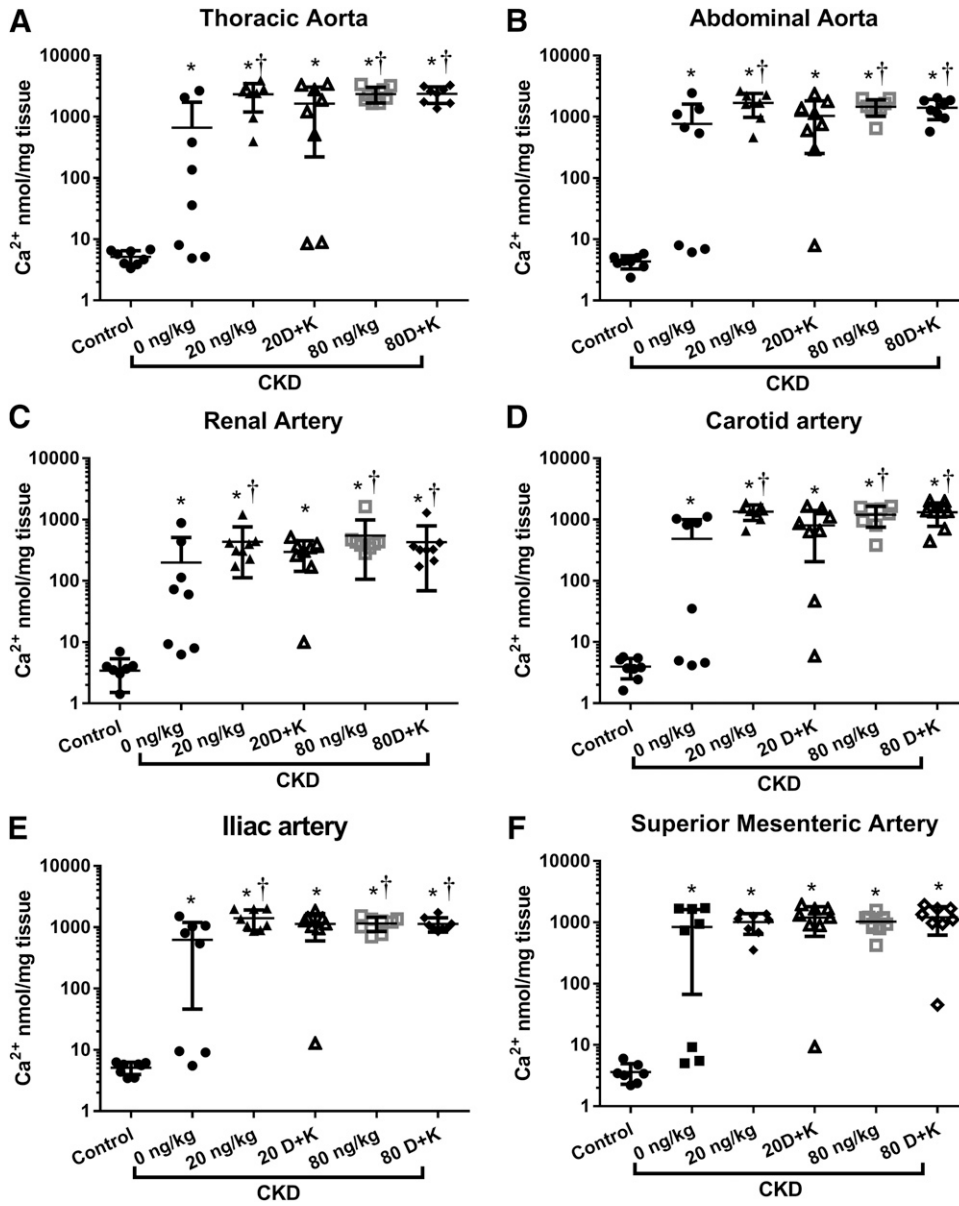 A Thoracic Aorta
Ca²⁺ nmol/mg tissue
10000
1000
100
10
1
* *† * *† *†
Control 0 ng/kg 20 ng/kg 20D+K 80 ng/kg 80D+K
CKD
B Abdominal Aorta
Ca²⁺ nmol/mg tissue
10000
1000
100
10
1
* *† * *† *†
Control 0 ng/kg 20 ng/kg 20D+K 80 ng/kg 80D+K
CKD
C Renal Artery
Ca²⁺ nmol/mg tissue
10000
1000
100
10
1
* *† * *† *†
Control 0 ng/kg 20 ng/kg 20D+K 80 ng/kg 80D+K
CKD
D Carotid artery
Ca²⁺ nmol/mg tissue
10000
1000
100
10
1
* *† * *† *†
Control 0 ng/kg 20 ng/kg 20 D+K 80 ng/kg 80 D+K
CKD
E Iliac artery
Ca²⁺ nmol/mg tissue
10000
1000
100
10
1
* *† * *† *†
Control 0 ng/kg 20 ng/kg 20 D+K 80 ng/kg 80 D+K
CKD
F Superior Mesenteric Artery
Ca²⁺ nmol/mg tissue
10000
1000
100
10
1
* * * * *
Control 0 ng/kg 20 ng/kg 20D+K 80 ng/kg 80 D+K
CKD